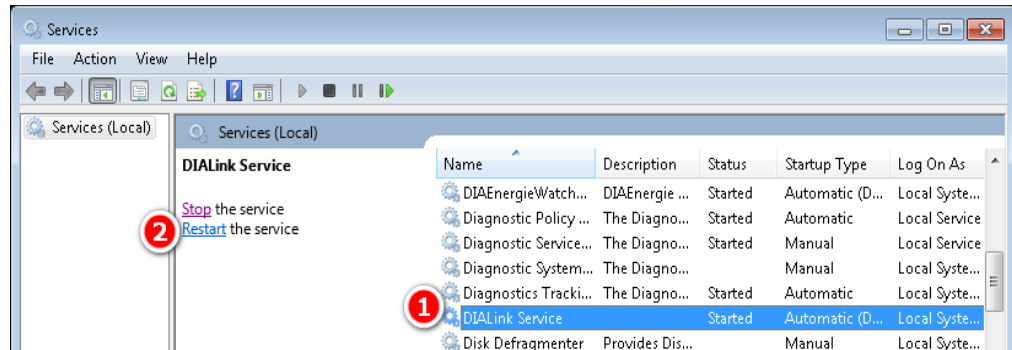 Services
File Action View Help
Services (Local)
Services (Local)
DIALink Service
Stop the service
Restart the service
2
1
Name Description Status Startup Type Log On As
DIAEnergieWatch... DIAEnergie ... Started Automatic (D... Local Syste...
Diagnostic Policy ... The Diagno... Started Automatic Local Service
Diagnostic Service... The Diagno... Started Manual Local Service
Diagnostic System... The Diagno... Manual Local Syste...
Diagnostics Tracki... The Diagno... Started Automatic Local Syste...
DIALink Service Started Automatic (D... Local Syste...
Disk Defragmenter Provides Dis... Manual Local Syste...